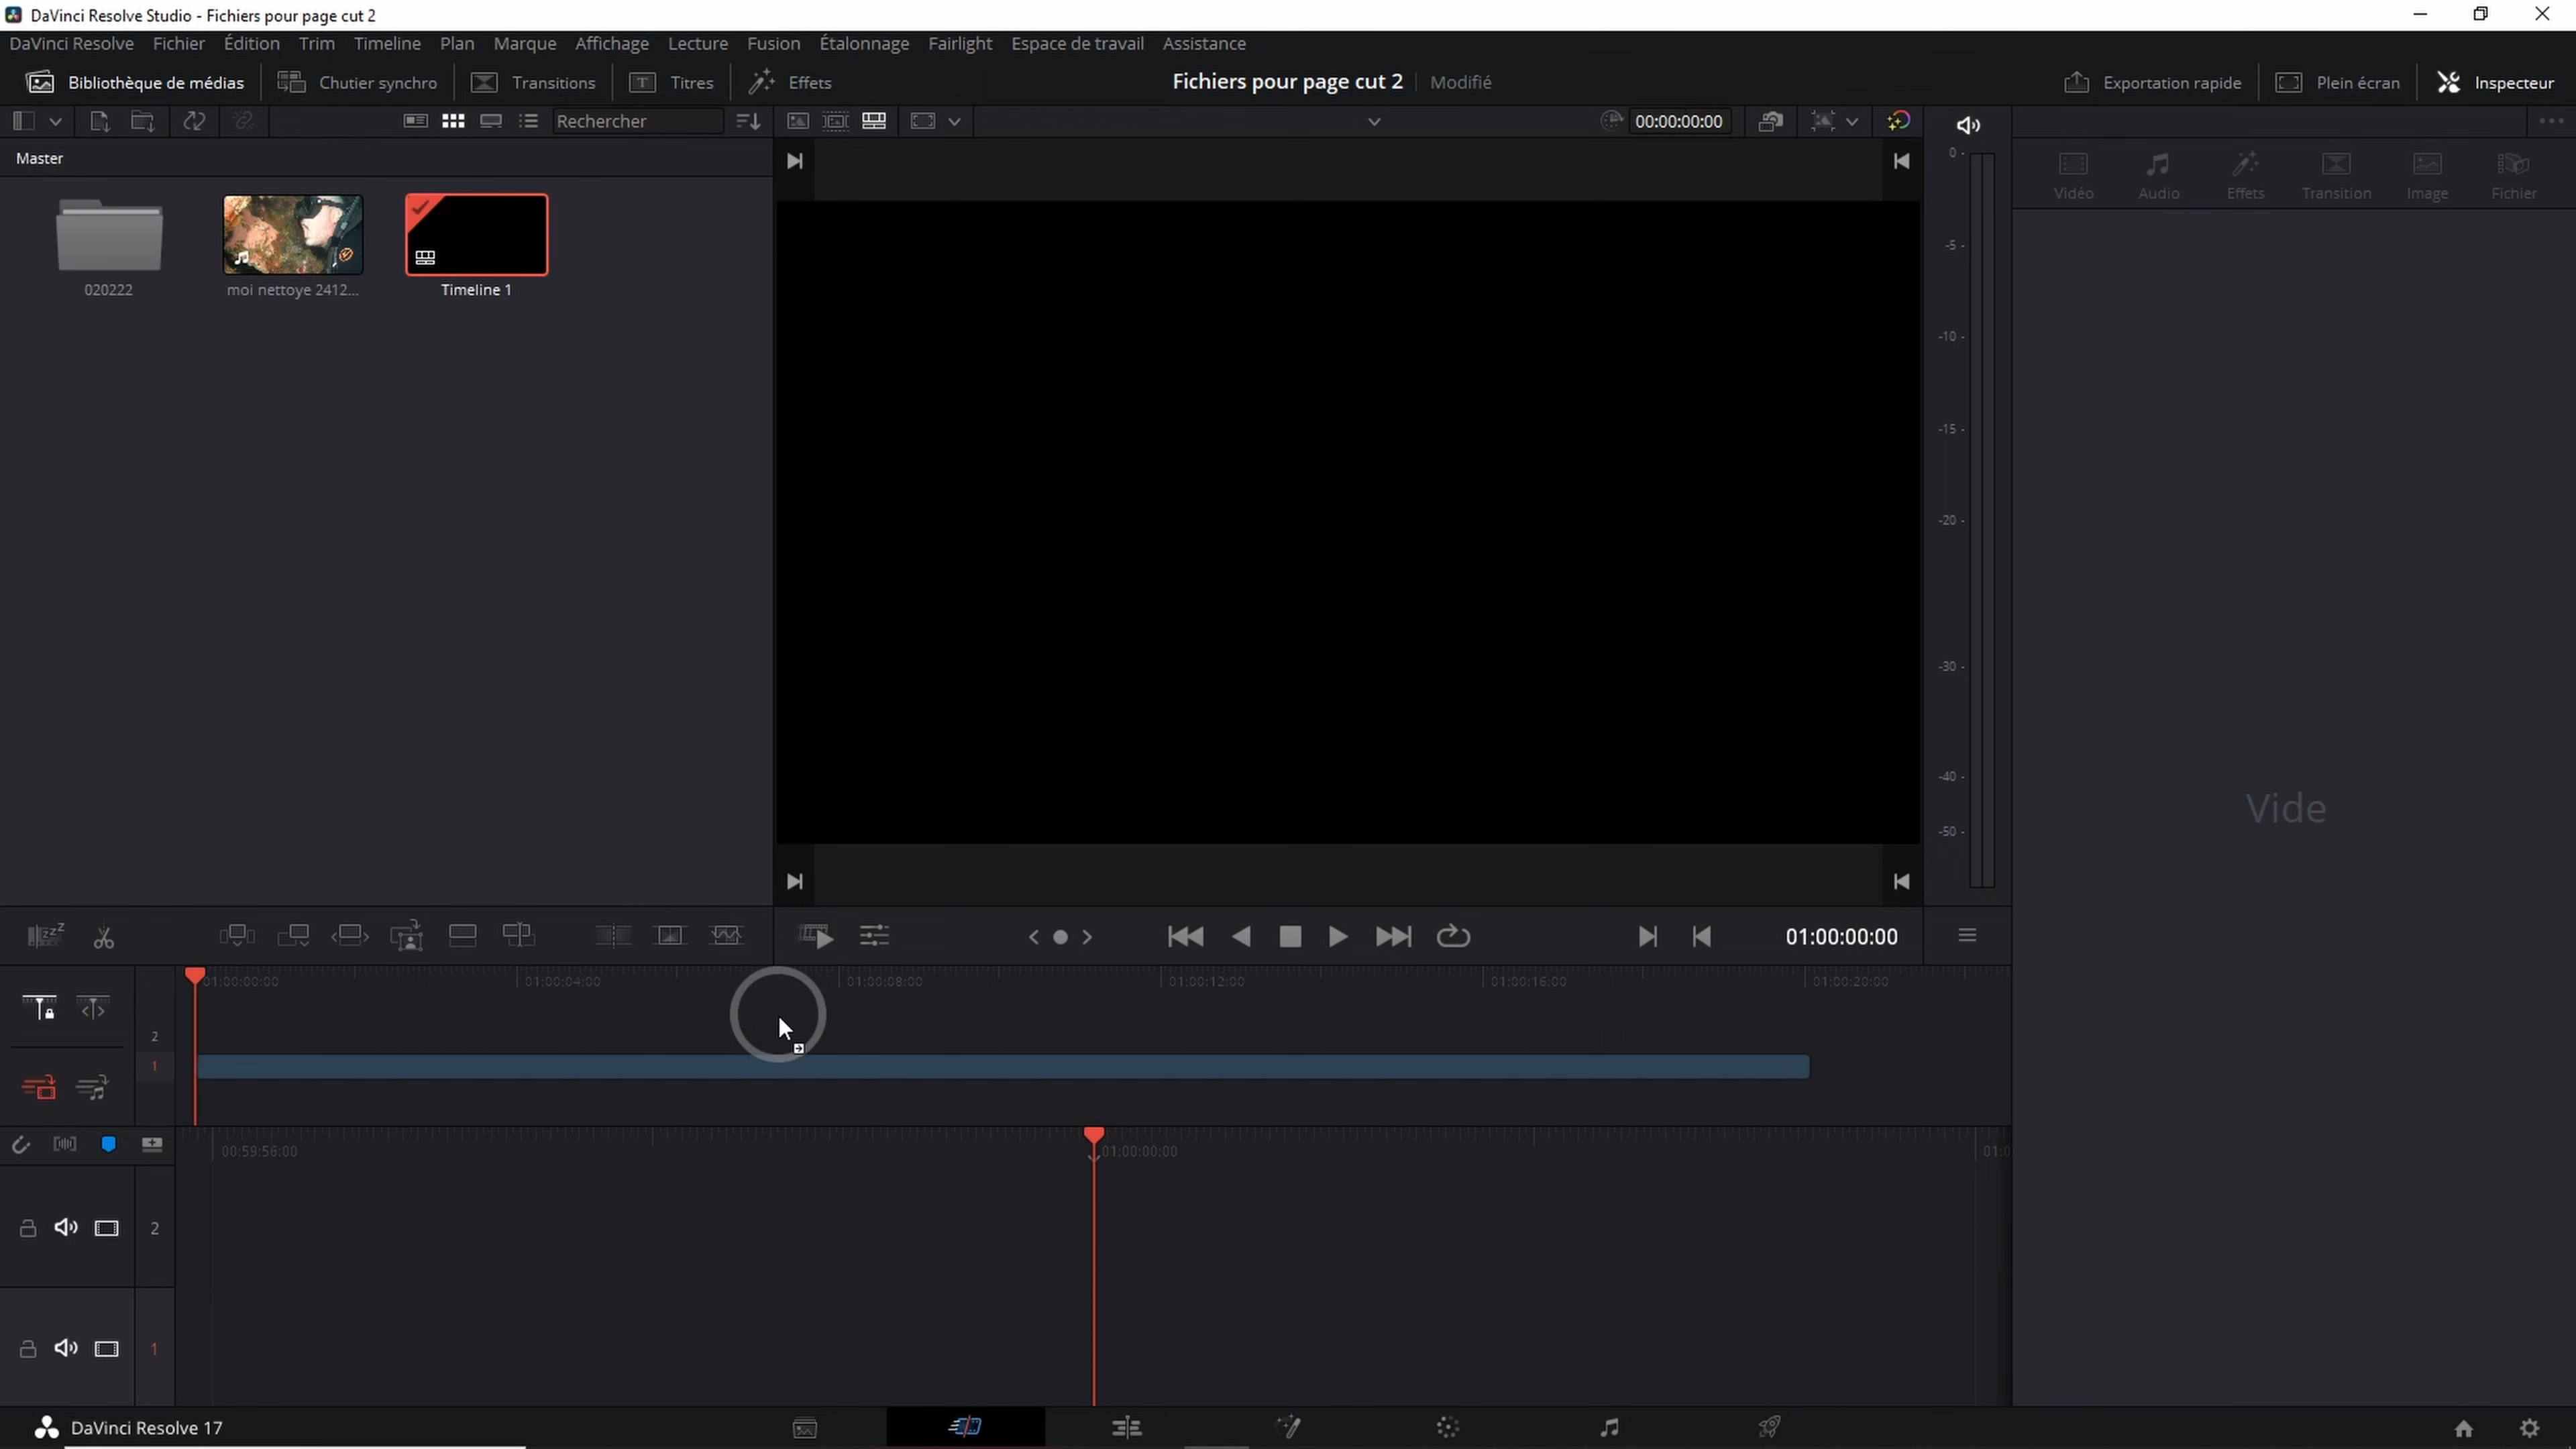 DaVinci Resolve Studio - Fichiers pour page cut 2
DaVinci Resolve Fichier Édition Trim Timeline Plan Marque Affichage Lecture Fusion Étalonnage Fairlight Espace de travail Assistance
Bibliothèque de médias Chutier synchro Transitions Titres Effets Fichiers pour page cut 2 Modifié Exportation rapide Plein écran Inspecteur
Rechercher 00:00:00:00
Master
0
-5
-10
-15
-20
-30
-40
-50
Vidéo Audio Effets Transition Image Fichier
020222 moi nettoye 2412... Timeline 1
Vide
zzz
01:00:00:00
01:00:00:00 01:00:04:00 01:00:08:00 01:00:12:00 01:00:16:00 01:00:20:00
2
1
00:59:56:00 01:00:00:00 01:0
2
1
DaVinci Resolve 17